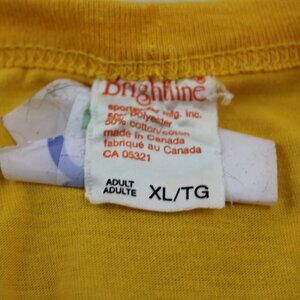 Brightline®
sportswear mfg. inc.
50% polyester
50% cotton/coton
made in Canada
fabriqué au Canada
CA 05321
ADULT
ADULTE XL/TG